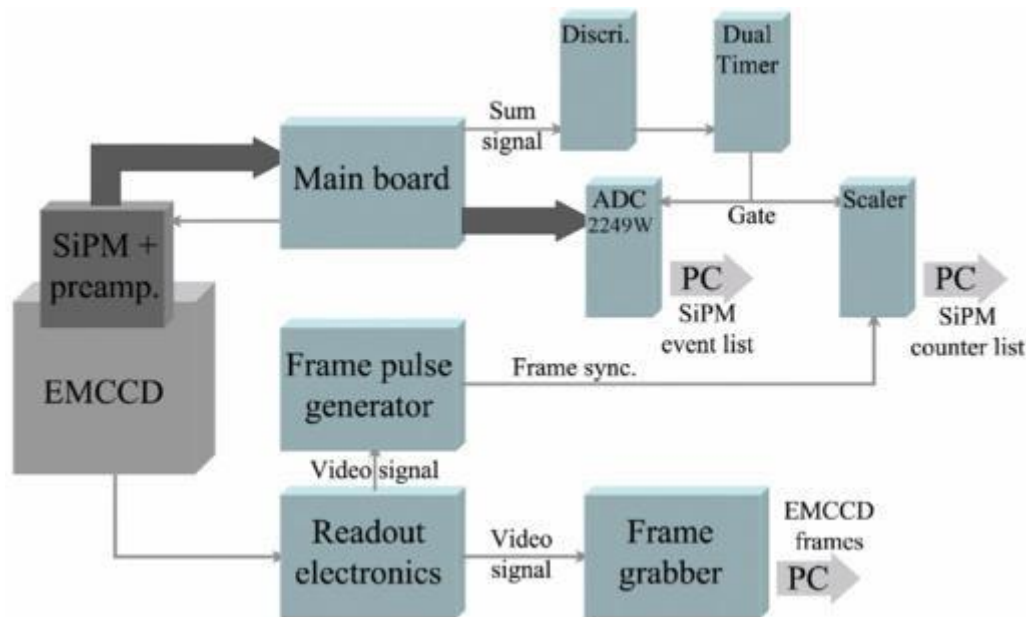 Discri.
Dual
Timer
Sum
signal
Main board
ADC
2249W
Gate
Scaler
SiPM +
preamp.
PC
SiPM
event list
PC
SiPM
counter list
EMCCD
Frame pulse
generator
Frame sync.
Video signal
Readout
electronics
Video
signal
Frame
grabber
EMCCD
frames
PC